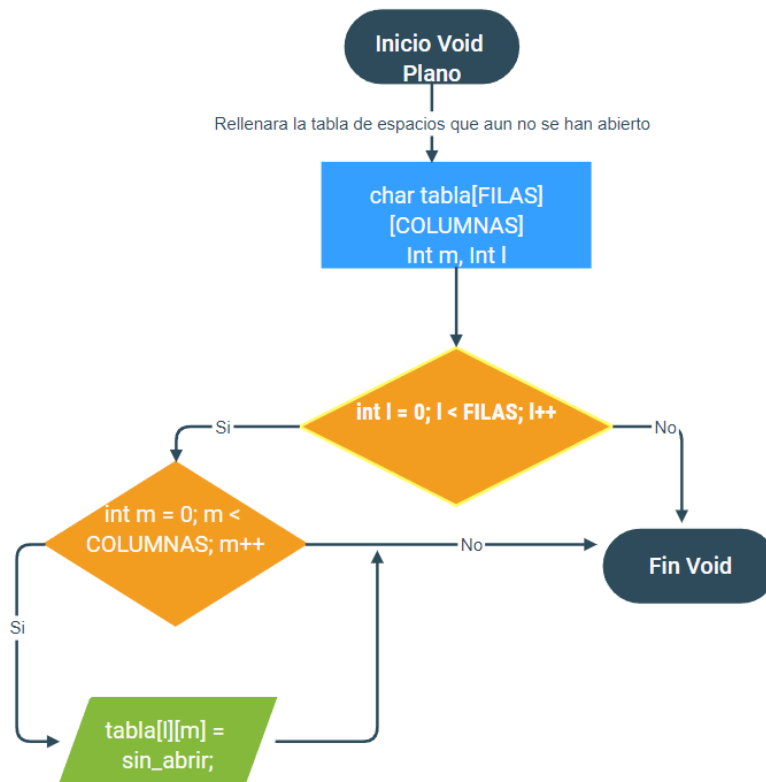 Inicio Void
Plano
Rellenara la tabla de espacios que aun no se han abierto
char tabla[FILAS]
[COLUMNAS]
Int m, Int l
int l = 0; l < FILAS; l++
Si
No
int m = 0; m <
COLUMNAS; m++
No
Fin Void
Si
tabla[l][m] =
sin_abrir;